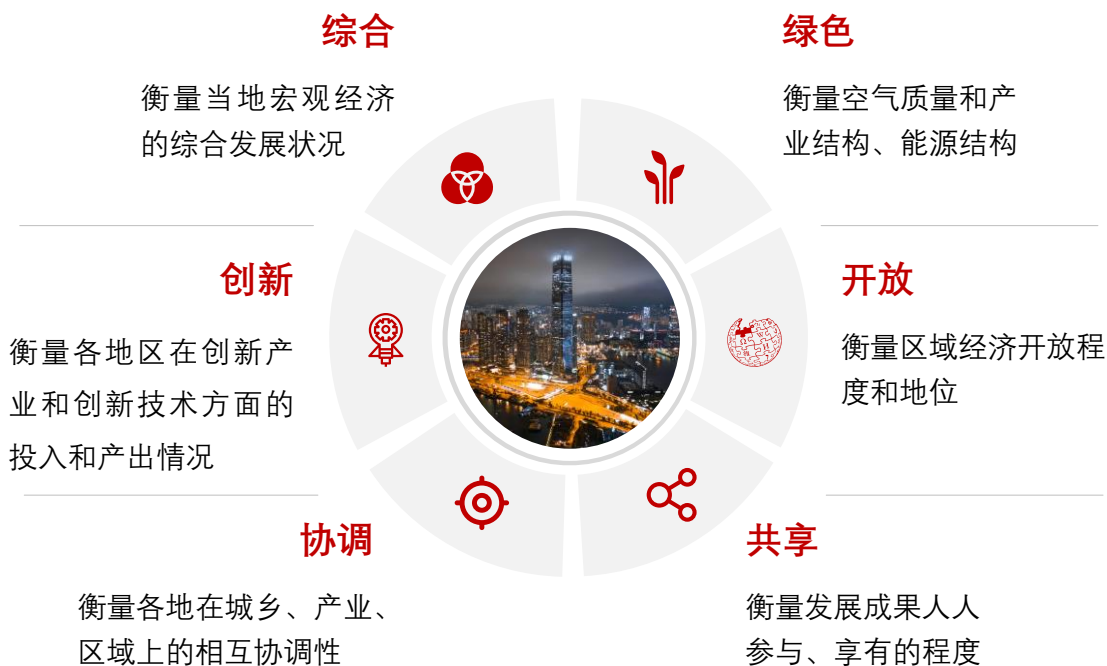 综合
衡量当地宏观经济
的综合发展状况
创新
衡量各地区在创新产
业和创新技术方面的
投入和产出情况
协调
衡量各地在城乡、产业、
区域上的相互协调性
绿色
衡量空气质量和产
业结构、能源结构
开放
衡量区域经济开放程
度和地位
共享
衡量发展成果人人
参与、享有的程度